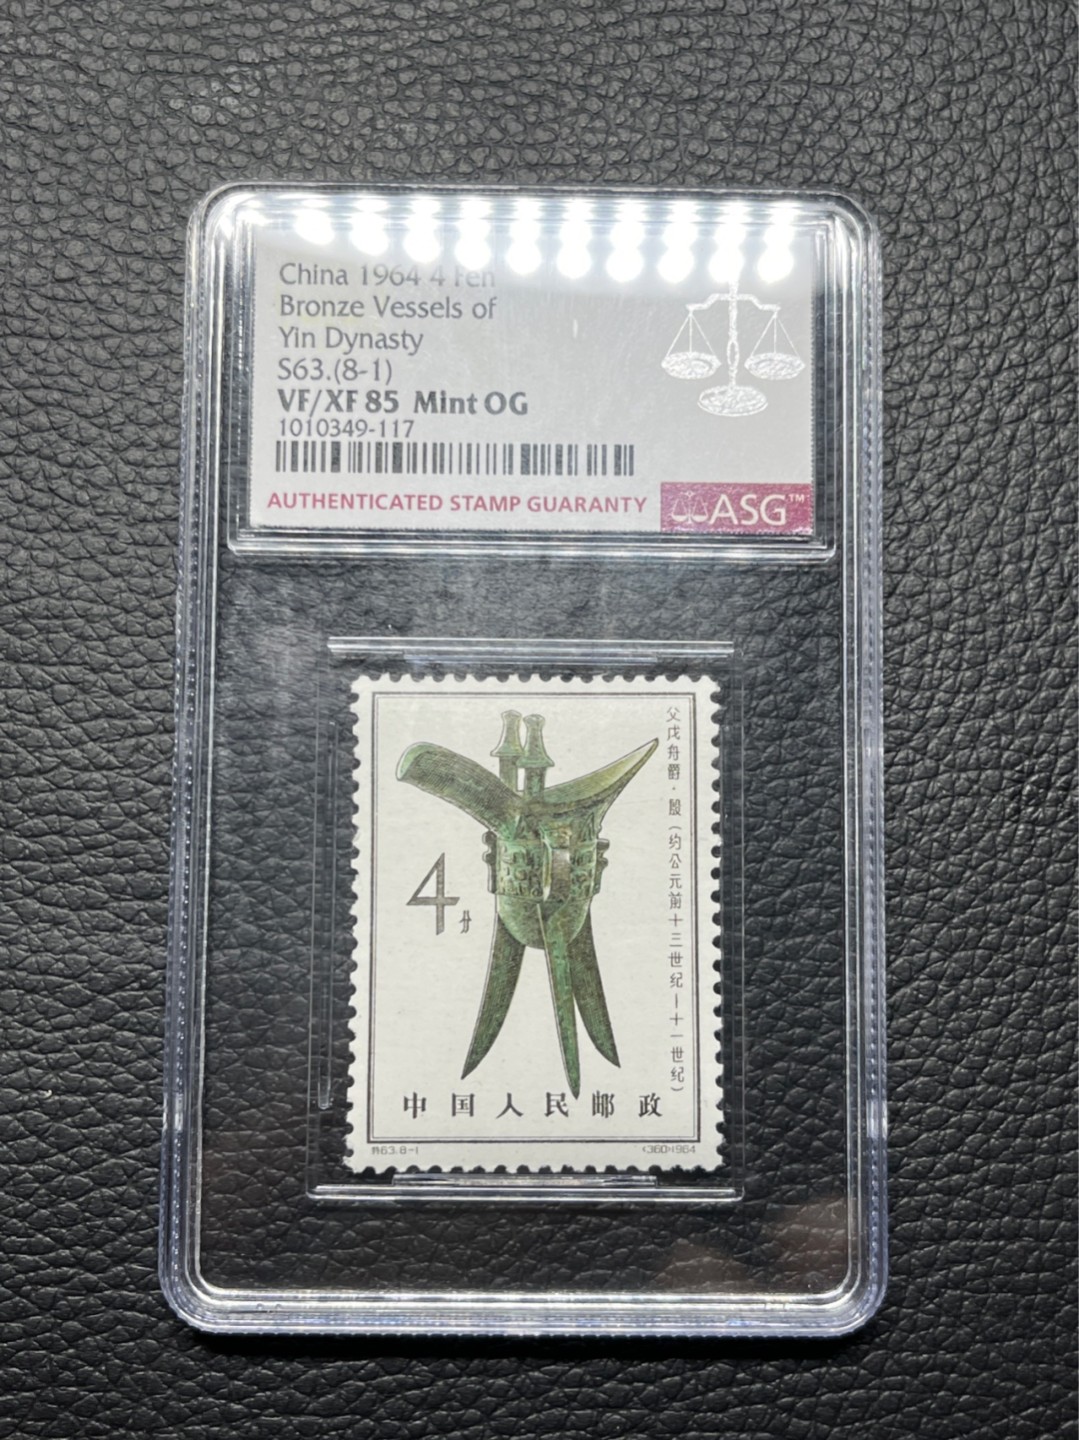 China 1964 4 Fen
Bronze Vessels of
Yin Dynasty
S63.(8-1)
VF/XF 85 Mint OG
1010349-117
AUTHENTICATED STAMP GUARANTY
ASG™
父戊舟爵·殷(约公元前十三世纪—十一世纪)
4分
中国人民邮政
特63.8-1
(360)1964